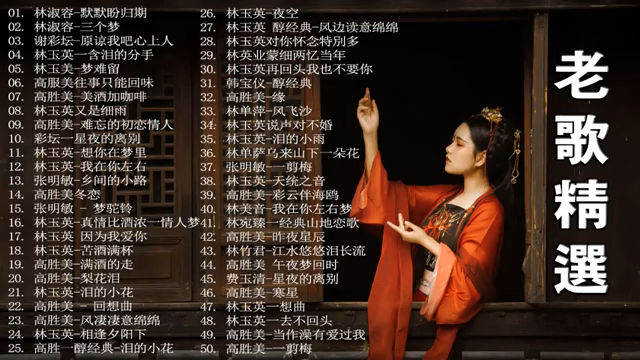 01. 林淑容-默默盼归期
02. 林淑容-三个梦
03. 谢彩坛-原谅我吧心上人
04. 林玉英一含泪的分手
05. 林玉英-梦难留
06. 高服美往事只能回味
07. 高胜美-美酒加咖啡
08. 林玉英又是细雨
09. 高胜美-难忘的初恋情人
10. 彩坛一星夜的离别
11. 林玉英-想你在梦里
12. 林玉英-我在你左右
13. 张明敏-乡间的小路
14. 高胜美冬恋
15. 张明敏 - 梦驼铃
16. 林玉英-真情比酒浓一情人梦
17. 林玉英 因为我爱你
18. 林玉英-苦酒满杯
19. 高胜美-满酒的走
20. 高胜美-梨花泪
21. 林玉英-泪的小花
22. 高胜美 - 回想曲
23. 高胜美-风凄凄意绵绵
24. 林玉英-相逢夕阳下
25. 高胜一醇经典-泪的小花
26. 林玉英-夜空
27. 林玉英 醇经典-风边读意绵绵
28. 林玉英对你怀念特别多
29. 林英业蒙细两忆当年
30. 林玉英再回头我也不要你
31. 韩宝仪-醇经典
32. 高胜美-缘
33. 林单萍-风飞沙
34. 林玉英说声对不婚
35. 林玉英-泪的小雨
36. 林单萨乌来山下一朵花
37. 张明敏-一剪梅
38. 林玉英-天统之音
39. 高胜美-彩云伴海鸥
40. 林美音-我在你左右梦
41. 林宛臻一经典山地恋歌
42. 高胜美-昨夜星辰
43. 林竹君-江水悠悠泪长流
44. 高胜美 午夜梦回时
45. 费玉清-星夜的离别
46. 高胜美-寒星
47. 林玉英一想曲
48. 林玉英一去不回头
49. 高胜美-当作澪有爱过我
50. 高胜美-一剪梅
老歌精選